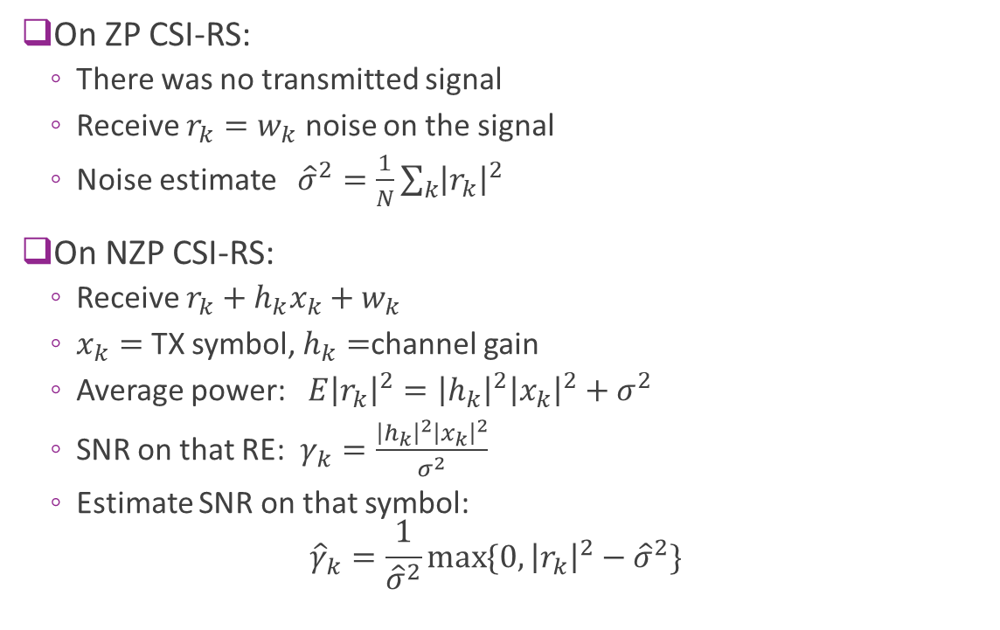 ❑On ZP CSI-RS:
◦ There was no transmitted signal
◦ Receive $r_k = w_k$ noise on the signal
◦ Noise estimate $\hat{\sigma}^2 = \frac{1}{N} \sum_k |r_k|^2$
❑On NZP CSI-RS:
◦ Receive $r_k + h_k x_k + w_k$
◦ $x_k =$ TX symbol, $h_k =$channel gain
◦ Average power: $E|r_k|^2 = |h_k|^2 |x_k|^2 + \sigma^2$
◦ SNR on that RE: $\gamma_k = \frac{|h_k|^2 |x_k|^2}{\sigma^2}$
◦ Estimate SNR on that symbol:
$\hat{\gamma}_k = \frac{1}{\hat{\sigma}^2} \max\{0, |r_k|^2 - \hat{\sigma}^2\}$